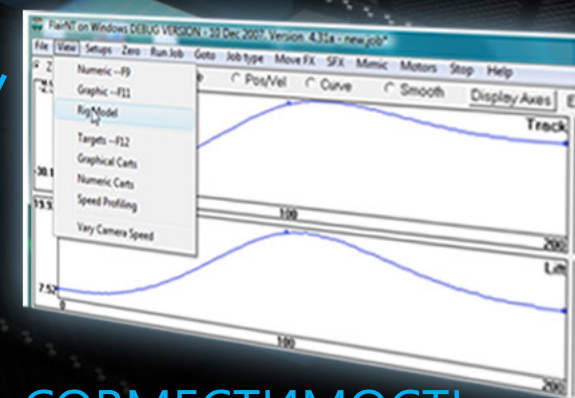 FlairNT on Windows DEBUG VERSION - 10 Dec 2007. Version 4.31a - new.job*
File View Setups Zero Run Job Goto Job type Move FX SFX Mimic Motors Stop Help
Numeric --F9
Graphic --F11
Rig Model
Targets --F12
Graphical Carts
Numeric Carts
Speed Profiling
Vary Camera Speed
Pos/Vel Curve Smooth Display Axes E
Track
-30.1
100
200
Lift
7.52
0
100
200
СОВМЕСТИМОСТЬ